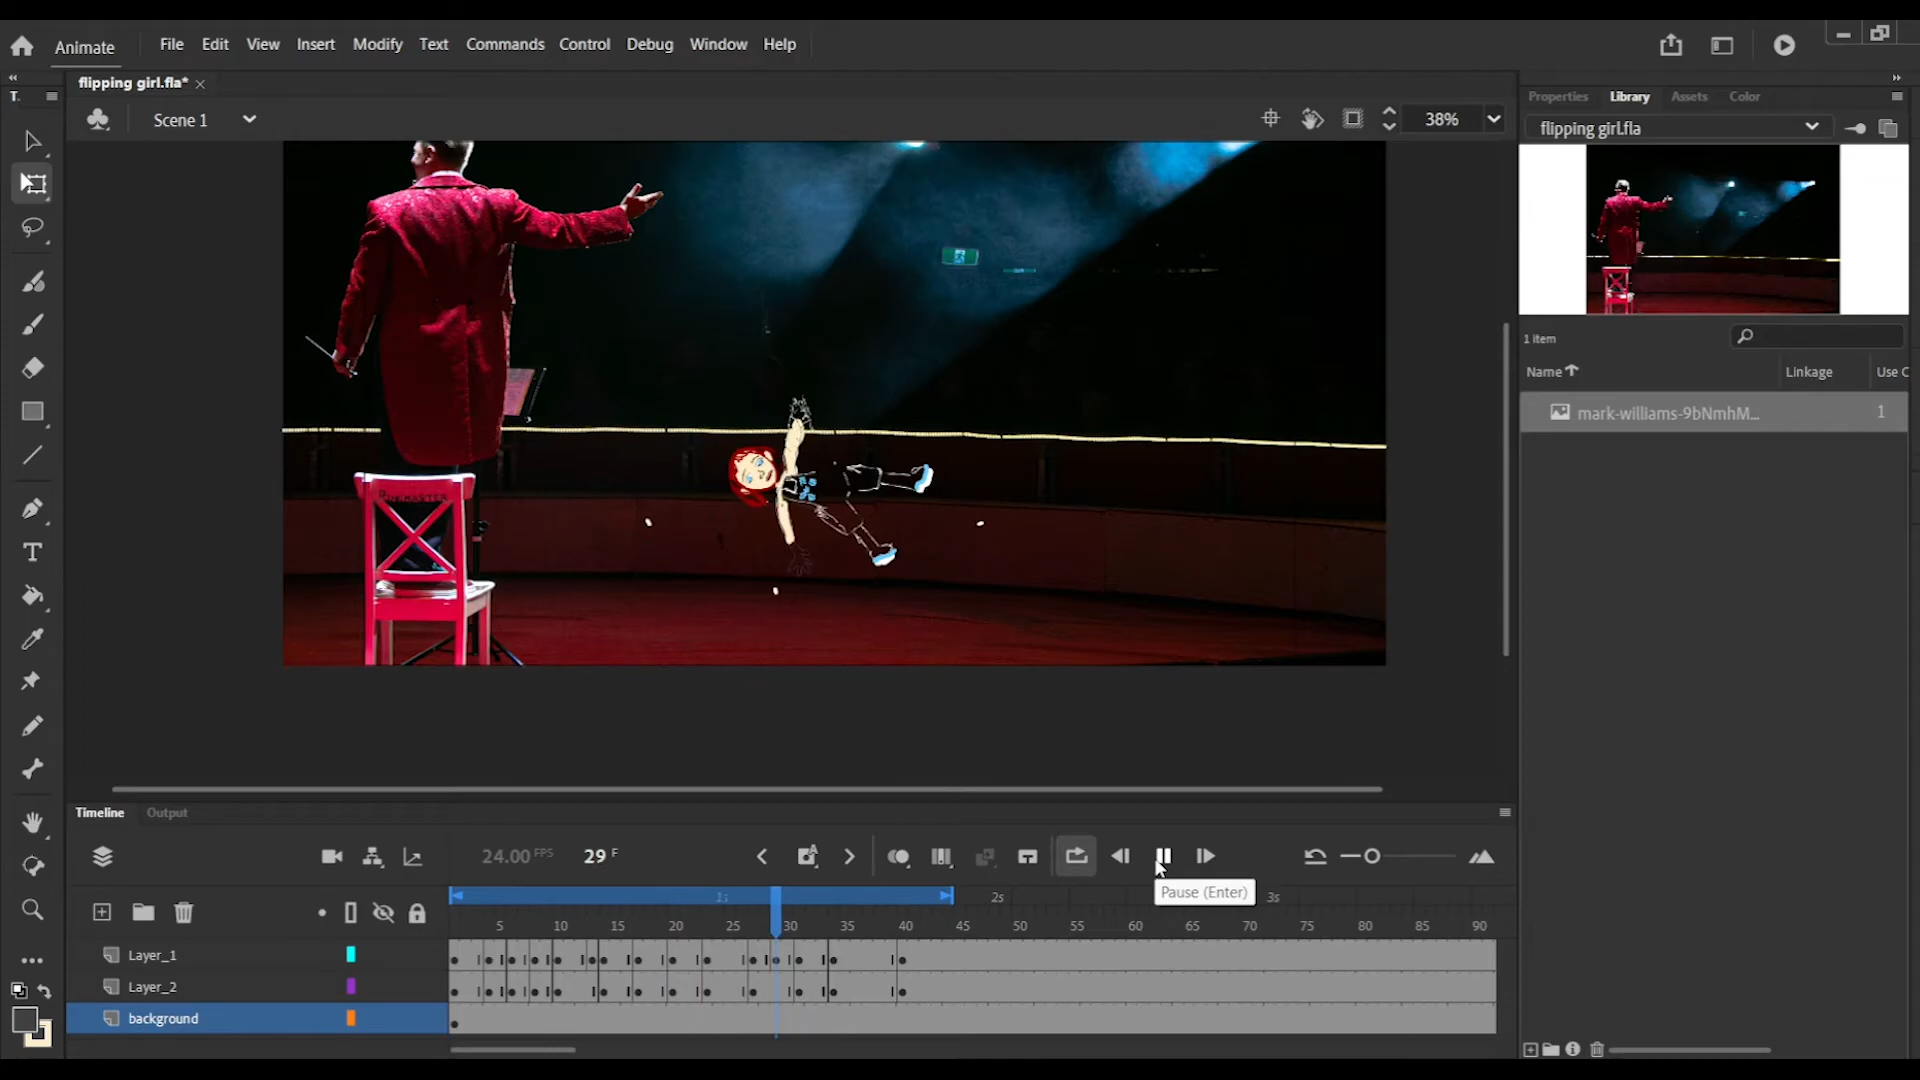 Animate File Edit View Insert Modify Text Commands Control Debug Window Help
flipping girl.fla*
T. Properties Library Assets Color
Scene 1 38% flipping girl.fla
1 item
Name Linkage Use C
mark-williams-9bNmhM... 1
RINGMASTER
Timeline Output
24.00 FPS 29 F
Pause (Enter)
1s 2s 3s
5 10 15 20 25 30 35 40 45 50 55 60 65 70 75 80 85 90
Layer_1
Layer_2
background